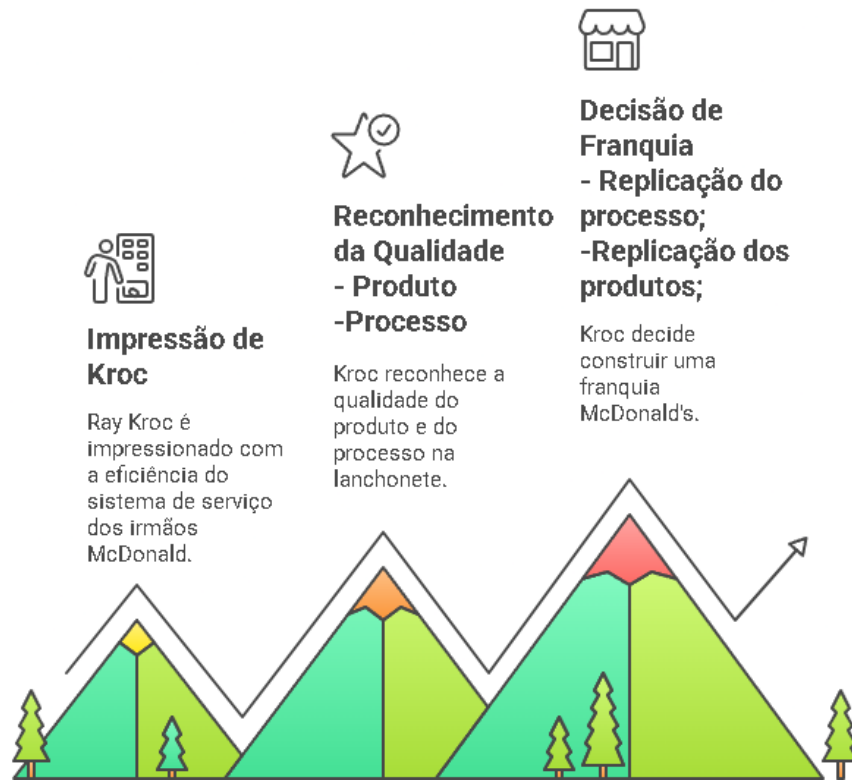 Impressão de
Kroc
Ray Kroc é
impressionado com
a eficiência do
sistema de serviço
dos irmãos
McDonald.
Reconhecimento
da Qualidade
- Produto
-Processo
Kroc reconhece a
qualidade do
produto e do
processo na
lanchonete.
Decisão de
Franquia
- Replicação do
processo;
-Replicação dos
produtos;
Kroc decide
construir uma
franquia
McDonald's.